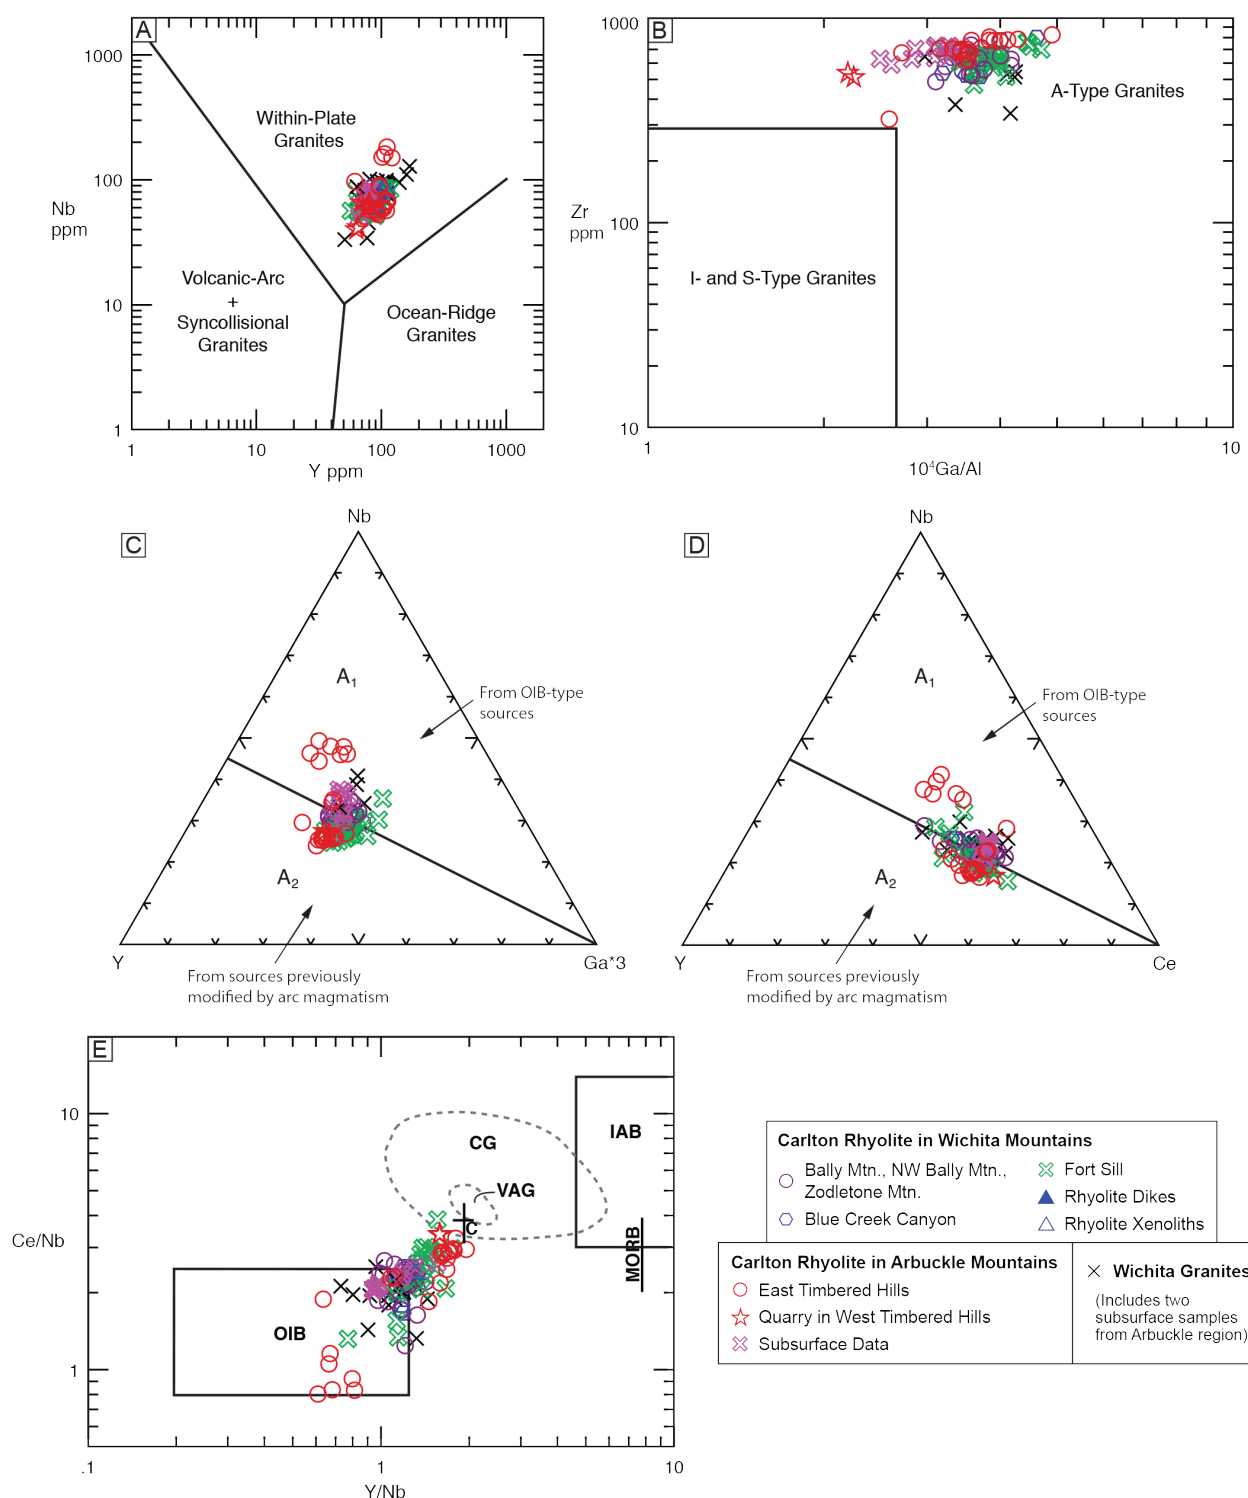 A
1000
100
10
1
Nb
ppm
Within-Plate
Granites
Volcanic-Arc
+
Syncollisional
Granites
Ocean-Ridge
Granites
1
10
100
1000
Y ppm
B
1000
100
10
Zr
ppm
A-Type Granites
I- and S-Type Granites
1
10
10⁴Ga/Al
C
Nb
A₁
From OIB-type
sources
A₂
Y
Ga*3
From sources previously
modified by arc magmatism
D
Nb
A₁
From OIB-type
sources
A₂
Y
Ce
From sources previously
modified by arc magmatism
E
10
1
Ce/Nb
CG
VAG
C
IAB
MORB
OIB
.1
1
10
Y/Nb
Carlton Rhyolite in Wichita Mountains
Bally Mtn., NW Bally Mtn.,
Zodletone Mtn.
Blue Creek Canyon
Fort Sill
Rhyolite Dikes
Rhyolite Xenoliths
Carlton Rhyolite in Arbuckle Mountains
East Timbered Hills
Quarry in West Timbered Hills
Subsurface Data
Wichita Granites
(Includes two
subsurface samples
from Arbuckle region)